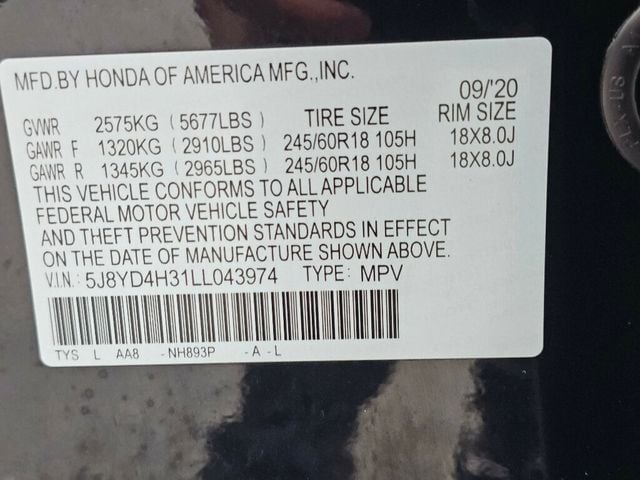 MFD.BY HONDA OF AMERICA MFG.,INC.
09/'20
GVWR 2575KG (5677LBS) TIRE SIZE RIM SIZE
GAWR F 1320KG (2910LBS) 245/60R18 105H 18X8.0J
GAWR R 1345KG (2965LBS) 245/60R18 105H 18X8.0J
THIS VEHICLE CONFORMS TO ALL APPLICABLE
FEDERAL MOTOR VEHICLE SAFETY
AND THEFT PREVENTION STANDARDS IN EFFECT
ON THE DATE OF MANUFACTURE SHOWN ABOVE.
V.I.N: 5J8YD4H31LL043974 TYPE: MPV
TYS L AA8 -NH893P -A-L